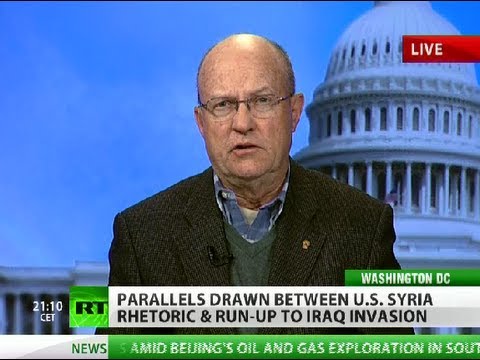 LIVE
WASHINGTON DC
21:10
CET
RT
PARALLELS DRAWN BETWEEN U.S. SYRIA
RHETORIC & RUN-UP TO IRAQ INVASION
NEWS
S AMID BEIJING'S OIL AND GAS EXPLORATION IN SOUT